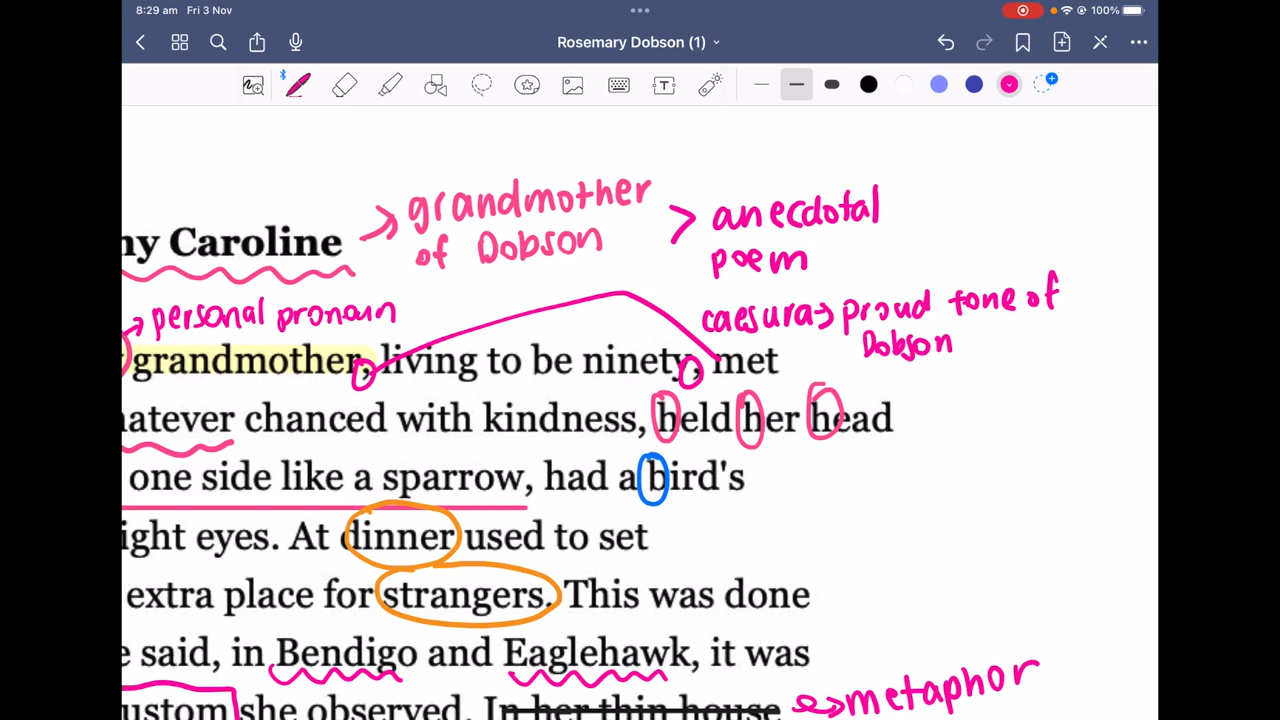 8:29 am Fri 3 Nov
100%
Rosemary Dobson (1)
T
ny Caroline
grandmother
of Dobson
anecdotal
poem
personal pronoun
caesura→ proud tone of
Dobson
grandmother, living to be ninety, met
hatever chanced with kindness, held her head
one side like a sparrow, had a bird's
ight eyes. At dinner used to set
extra place for strangers. This was done
e said, in Bendigo and Eaglehawk, it was
ustom she observed. In her thin house
metaphor